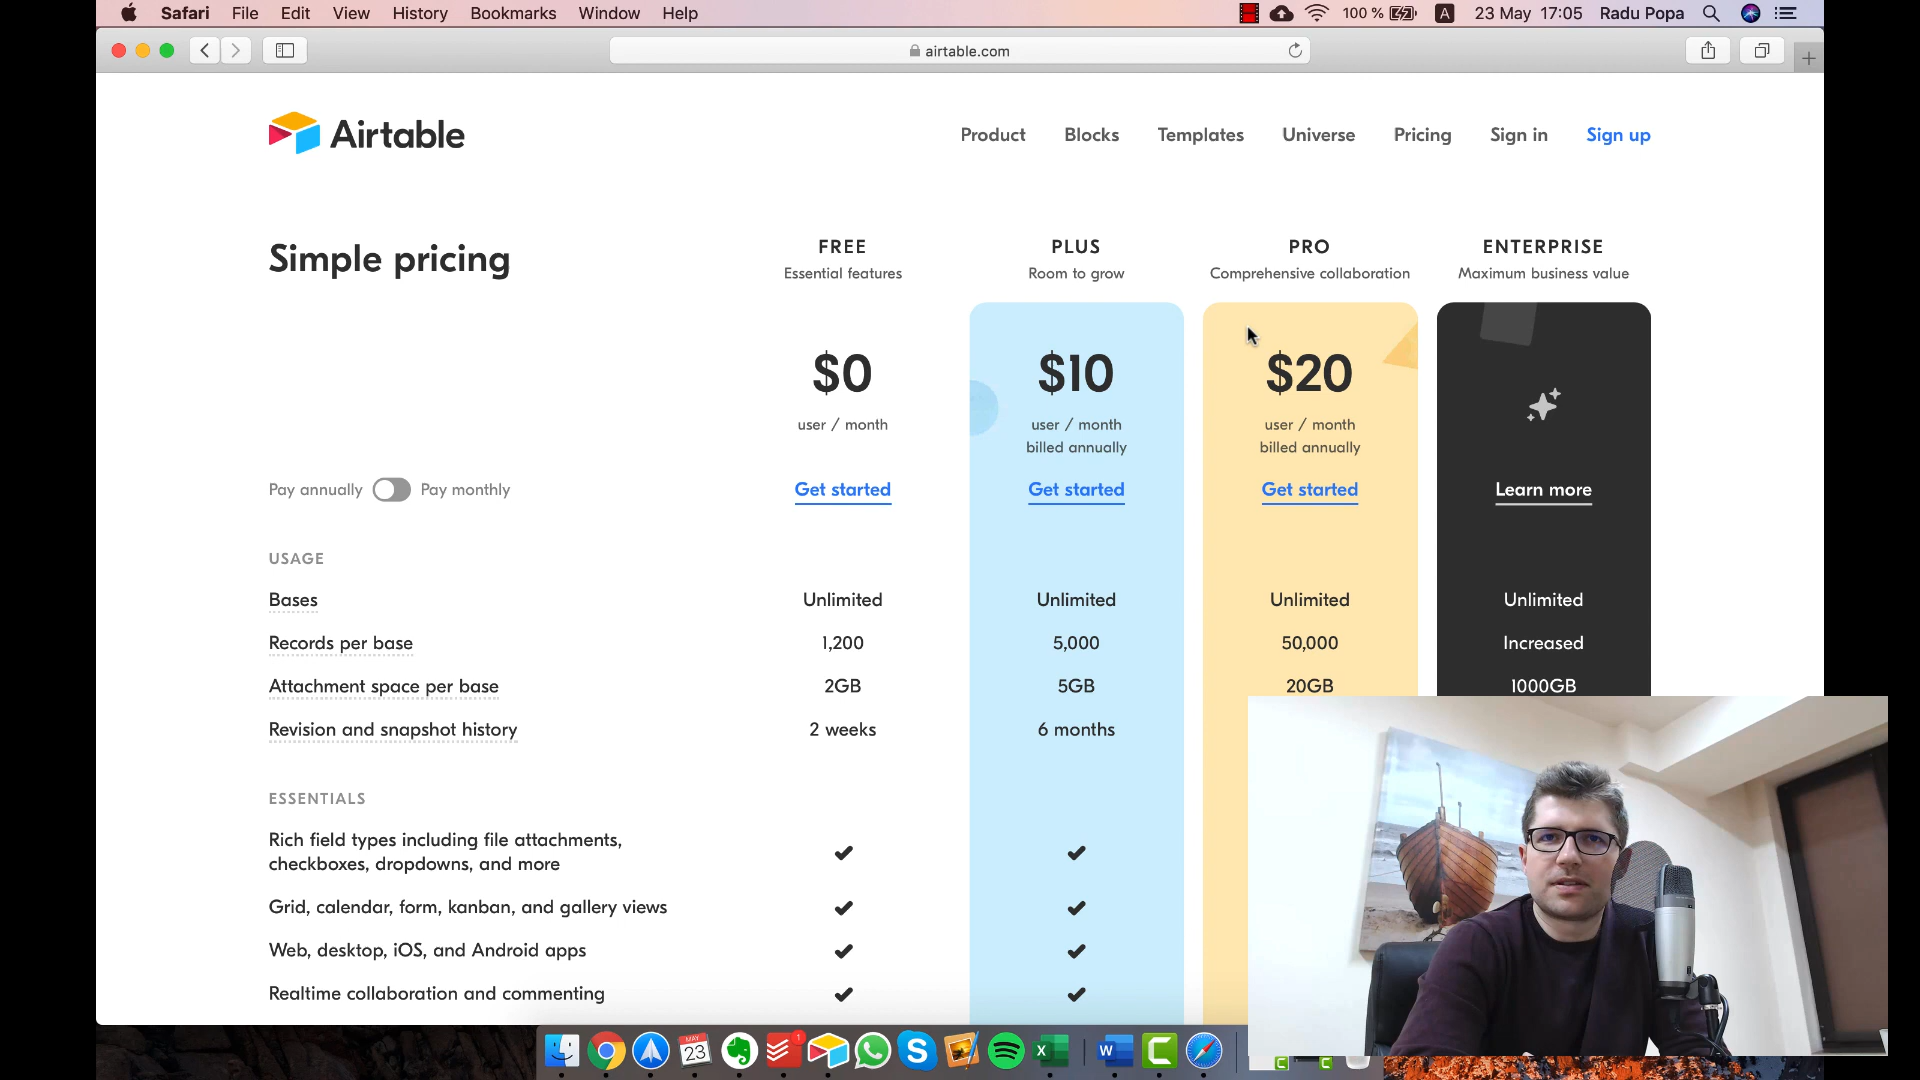 Safari File Edit View History Bookmarks Window Help 100 % A 23 May 17:05 Radu Popa
airtable.com
Airtable Product Blocks Templates Universe Pricing Sign in Sign up
Simple pricing
FREE PLUS PRO ENTERPRISE
Essential features Room to grow Comprehensive collaboration Maximum business value
$0 $10 $20
user / month user / month user / month
billed annually billed annually
Pay annually Pay monthly Get started Get started Get started Learn more
USAGE
Bases Unlimited Unlimited Unlimited Unlimited
Records per base 1,200 5,000 50,000 Increased
Attachment space per base 2GB 5GB 20GB 1000GB
Revision and snapshot history 2 weeks 6 months
ESSENTIALS
Rich field types including file attachments,
checkboxes, dropdowns, and more
Grid, calendar, form, kanban, and gallery views
Web, desktop, iOS, and Android apps
Realtime collaboration and commenting
MAY
23 1 S X W C